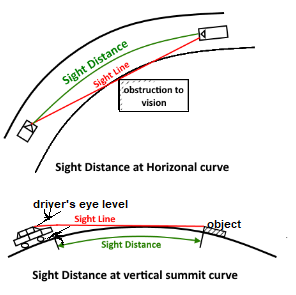 Sight Distance
Sight Line
obstruction to
vision
Sight Distance at Horizonal curve
driver's eye level
Sight Line
object
Sight Distance
Sight Distance at vertical summit curve